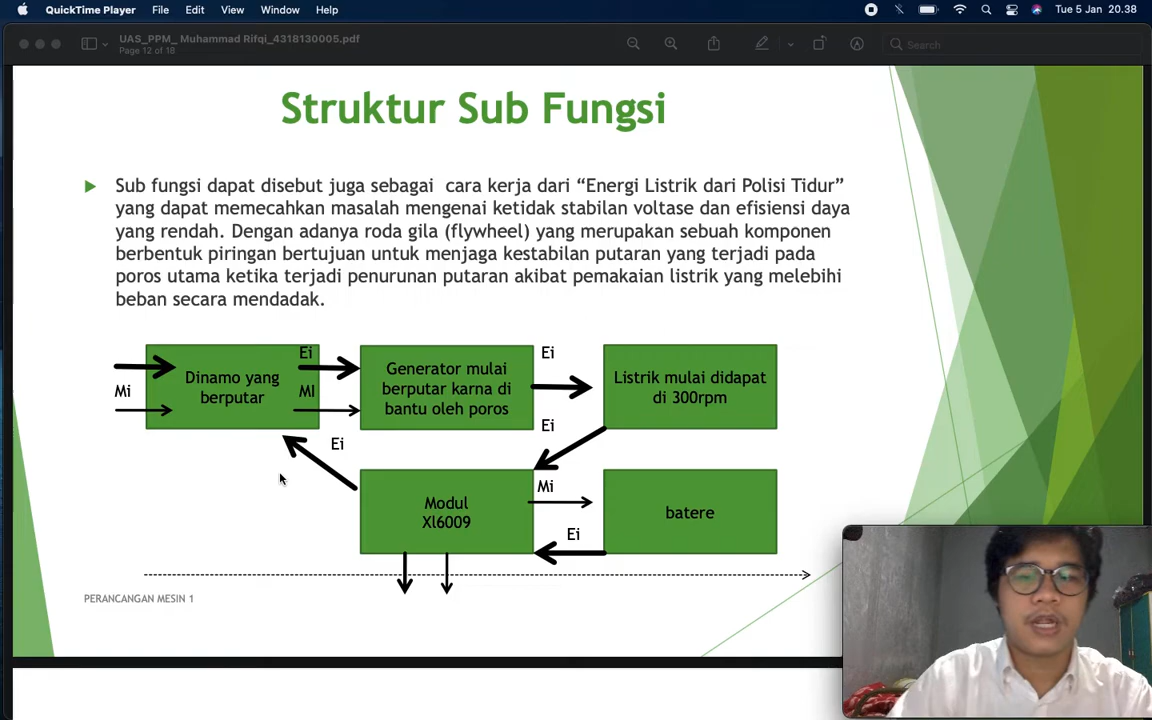 QuickTime Player File Edit View Window Help Tue 5 Jan 20.38
UAS_PPM_ Muhammad Rifqi_4318130005.pdf
Page 12 of 18
Search
Struktur Sub Fungsi
Sub fungsi dapat disebut juga sebagai cara kerja dari “Energi Listrik dari Polisi Tidur”
yang dapat memecahkan masalah mengenai ketidak stabilan voltase dan efisiensi daya
yang rendah. Dengan adanya roda gila (flywheel) yang merupakan sebuah komponen
berbentuk piringan bertujuan untuk menjaga kestabilan putaran yang terjadi pada
poros utama ketika terjadi penurunan putaran akibat pemakaian listrik yang melebihi
beban secara mendadak.
Mi
Dinamo yang
berputar
Ei
MI
Generator mulai
berputar karna di
bantu oleh poros
Ei
Listrik mulai didapat
di 300rpm
Ei
Ei
Modul
Xl6009
Mi
Ei
batere
PERANCANGAN MESIN 1